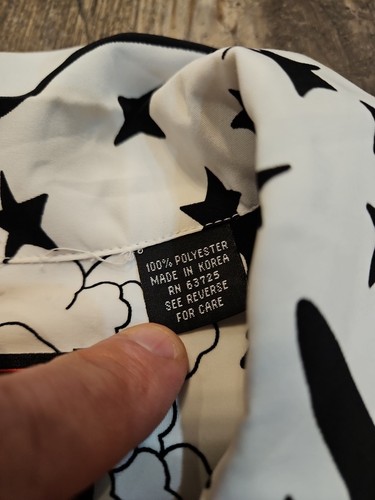 100% POLYESTER
MADE IN KOREA
RN 63725
SEE REVERSE
FOR CARE